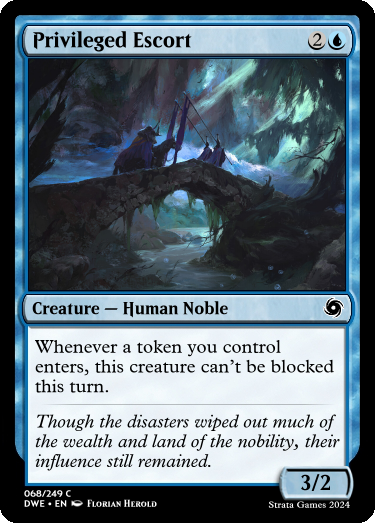 Privileged Escort 2
Creature — Human Noble
Whenever a token you control
enters, this creature can't be blocked
this turn.
Though the disasters wiped out much of
the wealth and land of the nobility, their
influence still remained.
3/2
068/249 C
DWE • EN Florian Herold
Strata Games 2024